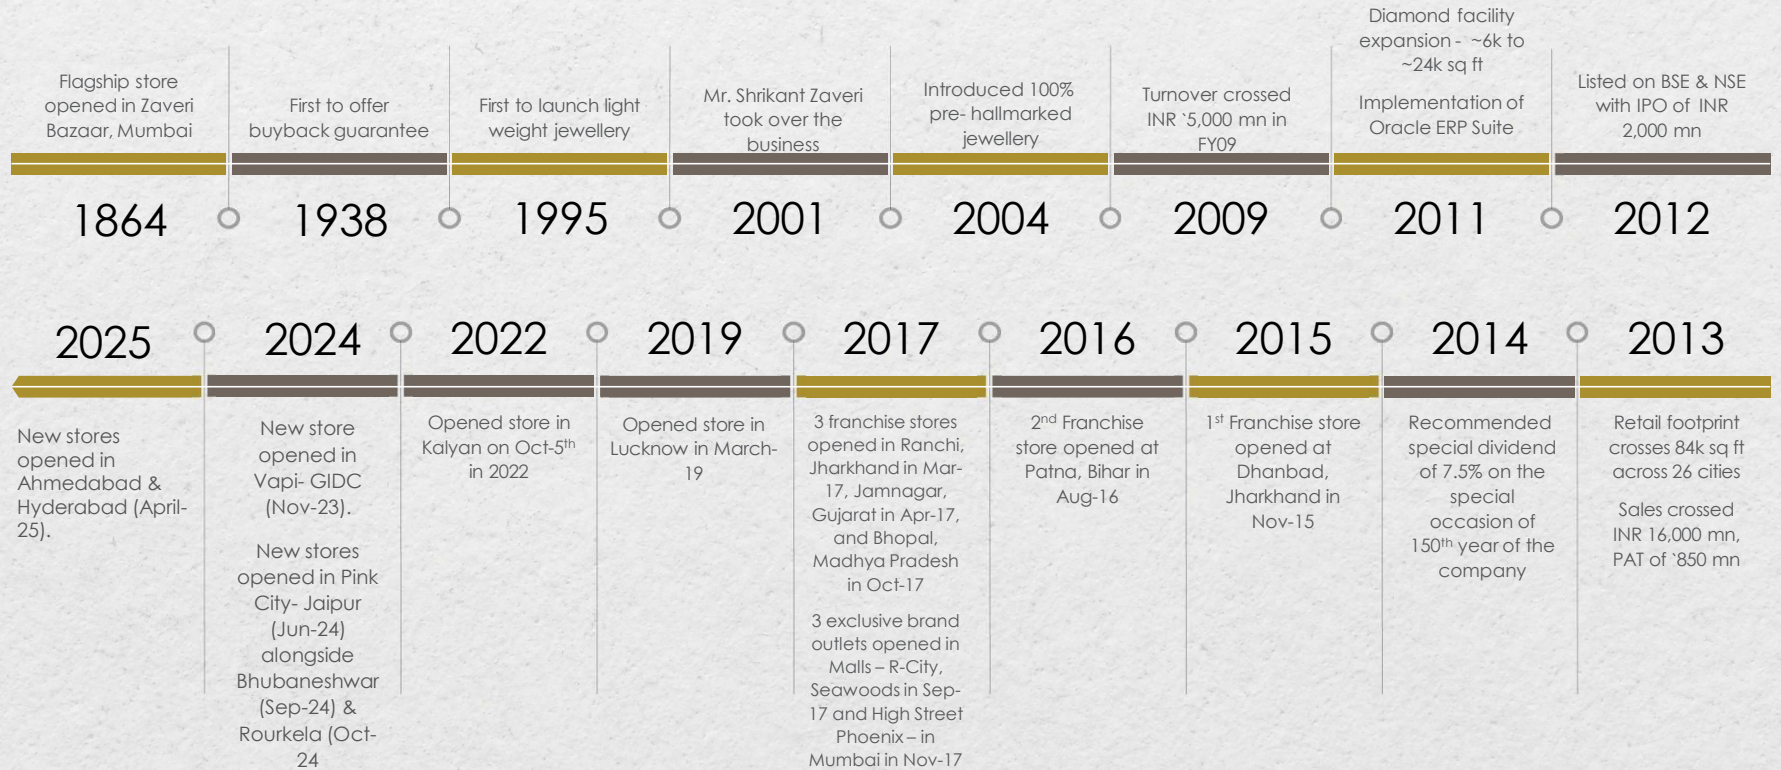 Flagship store
opened in Zaveri
Bazaar, Mumbai
1864
First to offer
buyback guarantee
1938
First to launch light
weight jewellery
1995
Mr. Shrikant Zaveri
took over the
business
2001
Introduced 100%
pre- hallmarked
jewellery
2004
Turnover crossed
INR `5,000 mn in
FY09
2009
Diamond facility
expansion - ~6k to
~24k sq ft
Implementation of
Oracle ERP Suite
2011
Listed on BSE & NSE
with IPO of INR
2,000 mn
2012
2025
New stores
opened in
Ahmedabad &
Hyderabad (April-
25).
2024
New store
opened in
Vapi- GIDC
(Nov-23).
New stores
opened in Pink
City- Jaipur
(Jun-24)
alongside
Bhubaneshwar
(Sep-24) &
Rourkela (Oct-
24
2022
Opened store in
Kalyan on Oct-5th
in 2022
2019
Opened store in
Lucknow in March-
19
2017
3 franchise stores
opened in Ranchi,
Jharkhand in Mar-
17, Jamnagar,
Gujarat in Apr-17,
and Bhopal,
Madhya Pradesh
in Oct-17
3 exclusive brand
outlets opened in
Malls – R-City,
Seawoods in Sep-
17 and High Street
Phoenix – in
Mumbai in Nov-17
2016
2nd Franchise
store opened at
Patna, Bihar in
Aug-16
2015
1st Franchise store
opened at
Dhanbad,
Jharkhand in
Nov-15
2014
Recommended
special dividend
of 7.5% on the
special
occasion of
150th year of the
company
2013
Retail footprint
crosses 84k sq ft
across 26 cities
Sales crossed
INR 16,000 mn,
PAT of `850 mn